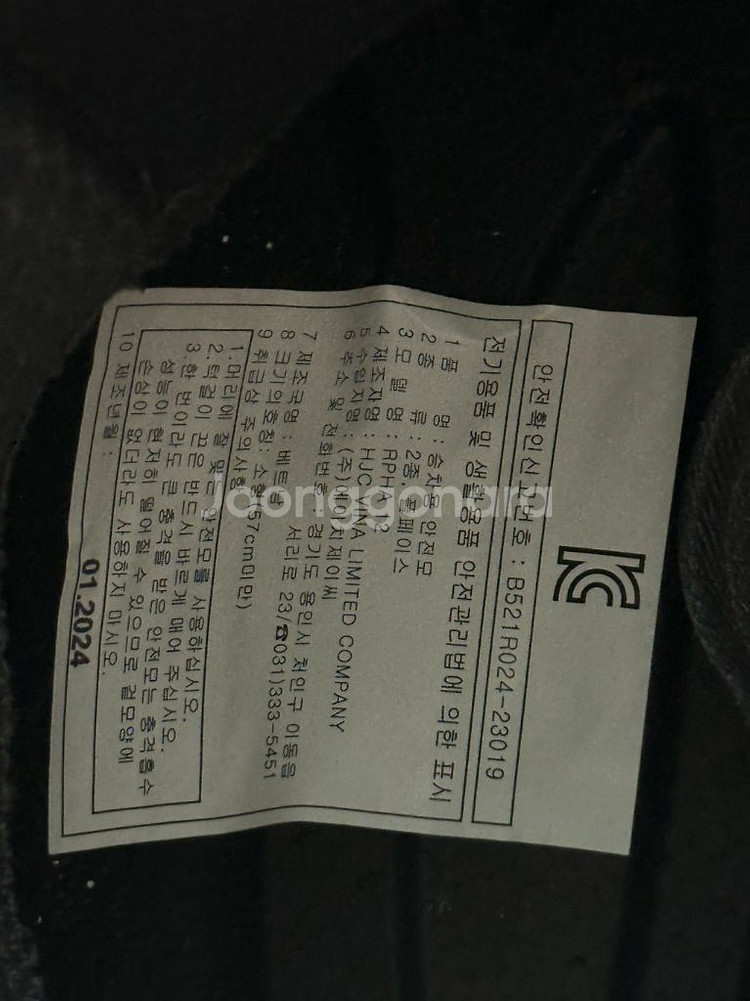 KC
안전확인신고번호 : B521R024-23019
전기용품 및 생활용품 안전관리법에 의한 표시
1 품 명 : 승차용 안전모
2 종 류 : 2종, 풀페이스
3 모 델 명 : RPHA 12
4 제조자명 : HJC VINA LIMITED COMPANY
5 수입자명 : (주)에이치제이씨
6 주소 및 전화번호 : 경기도 용인시 처인구 이동읍
서리로 23/☎031)333-5451
7 제조국명 : 베트남
8 크기의호칭 : 소형(57cm미만)
9 취급상 주의사항
1. 머리에 잘 맞는 안전모를 사용하십시오.
2. 턱걸이 끈은 반드시 바르게 매어 주십시오.
3. 한 번이라도 큰 충격을 받은 안전모는 충격흡수
성능이 현저히 떨어질 수 있으므로 겉모양에
손상이 없더라도 사용하지 마시오.
10 제조년월 : 01.2024
Joonggonara